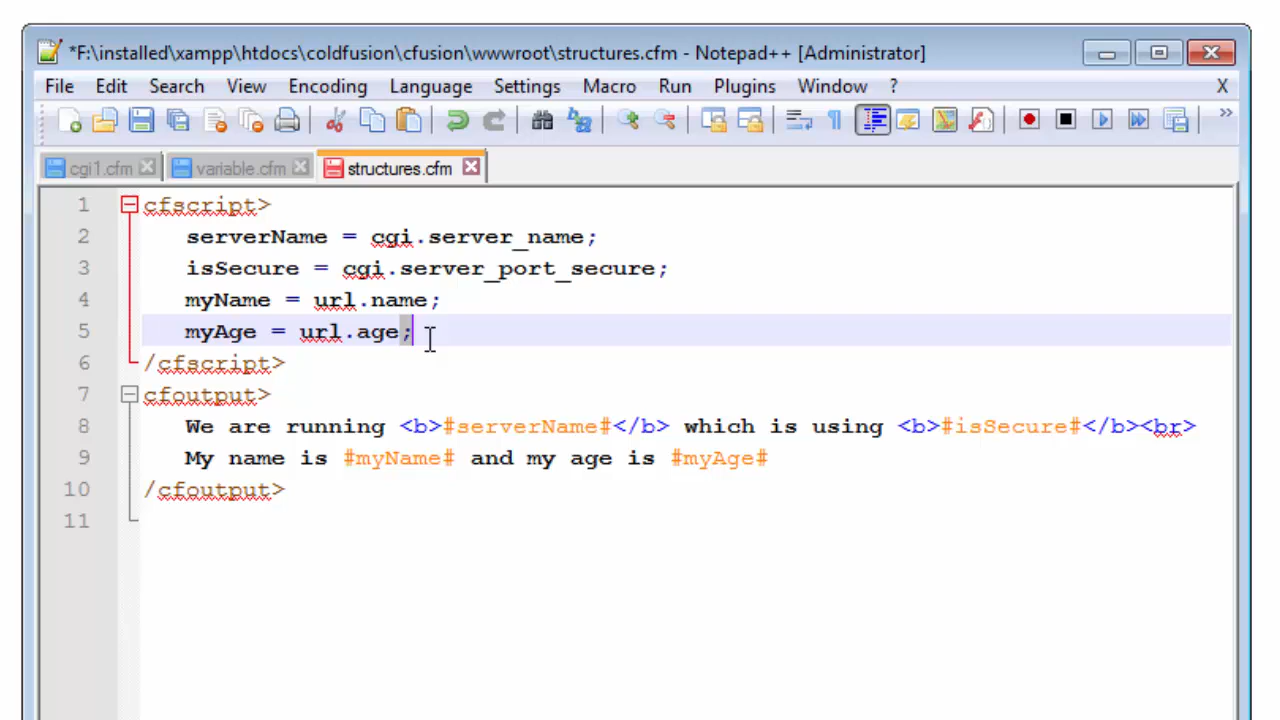 *F:\installed\xampp\htdocs\coldfusion\cfusion\wwwroot\structures.cfm - Notepad++ [Administrator]
File Edit Search View Encoding Language Settings Macro Run Plugins Window ? X
cgi1.cfm variable.cfm structures.cfm
1 cfscript>
2 serverName = cgi.server_name;
3 isSecure = cgi.server_port_secure;
4 myName = url.name;
5 myAge = url.age;
6 /cfscript>
7 cfoutput>
8 We are running <b>#serverName#</b> which is using <b>#isSecure#</b><br>
9 My name is #myName# and my age is #myAge#
10 /cfoutput>
11